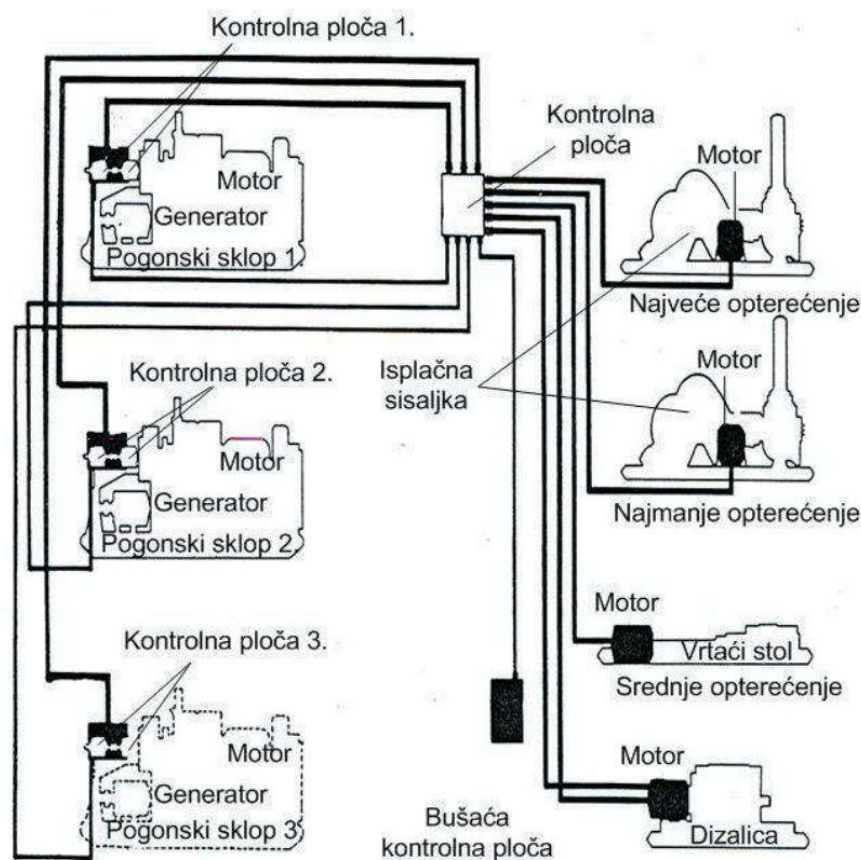 Kontrolna ploča 1.
Motor
Generator
Pogonski sklop 1.
Kontrolna
ploča
Motor
Najveće opterećenje
Isplačna
sisaljka
Motor
Najmanje opterećenje
Kontrolna ploča 2.
Motor
Generator
Pogonski sklop 2.
Motor
Vrtaći stol
Srednje opterećenje
Kontrolna ploča 3.
Motor
Generator
Pogonski sklop 3.
Bušaća
kontrolna ploča
Motor
Dizalica